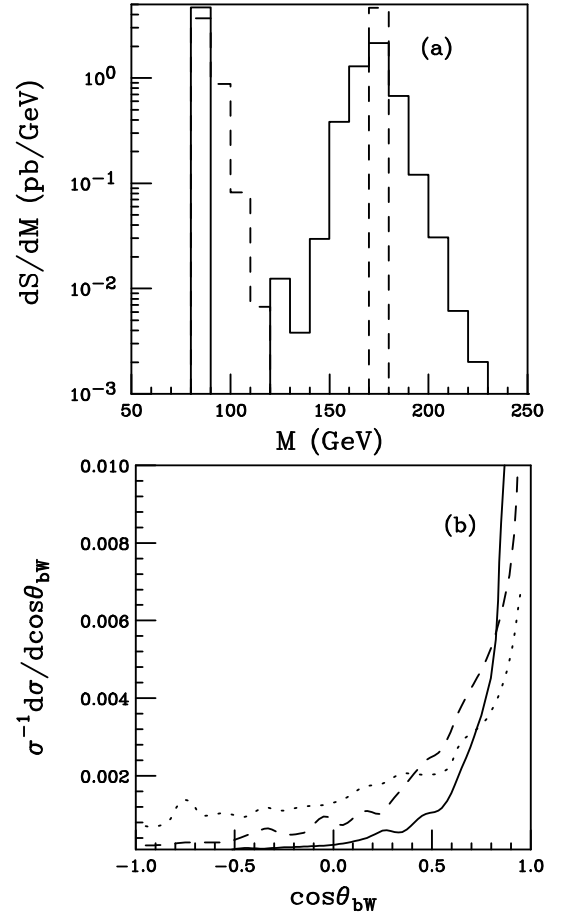 (a)
dS/dM (pb/GeV)
10⁰
10⁻¹
10⁻²
10⁻³
50 100 150 200 250
M (GeV)
(b)
σ⁻¹dσ/dcosθ_bW
0.010
0.008
0.006
0.004
0.002
−1.0 −0.5 0.0 0.5 1.0
cosθ_bW